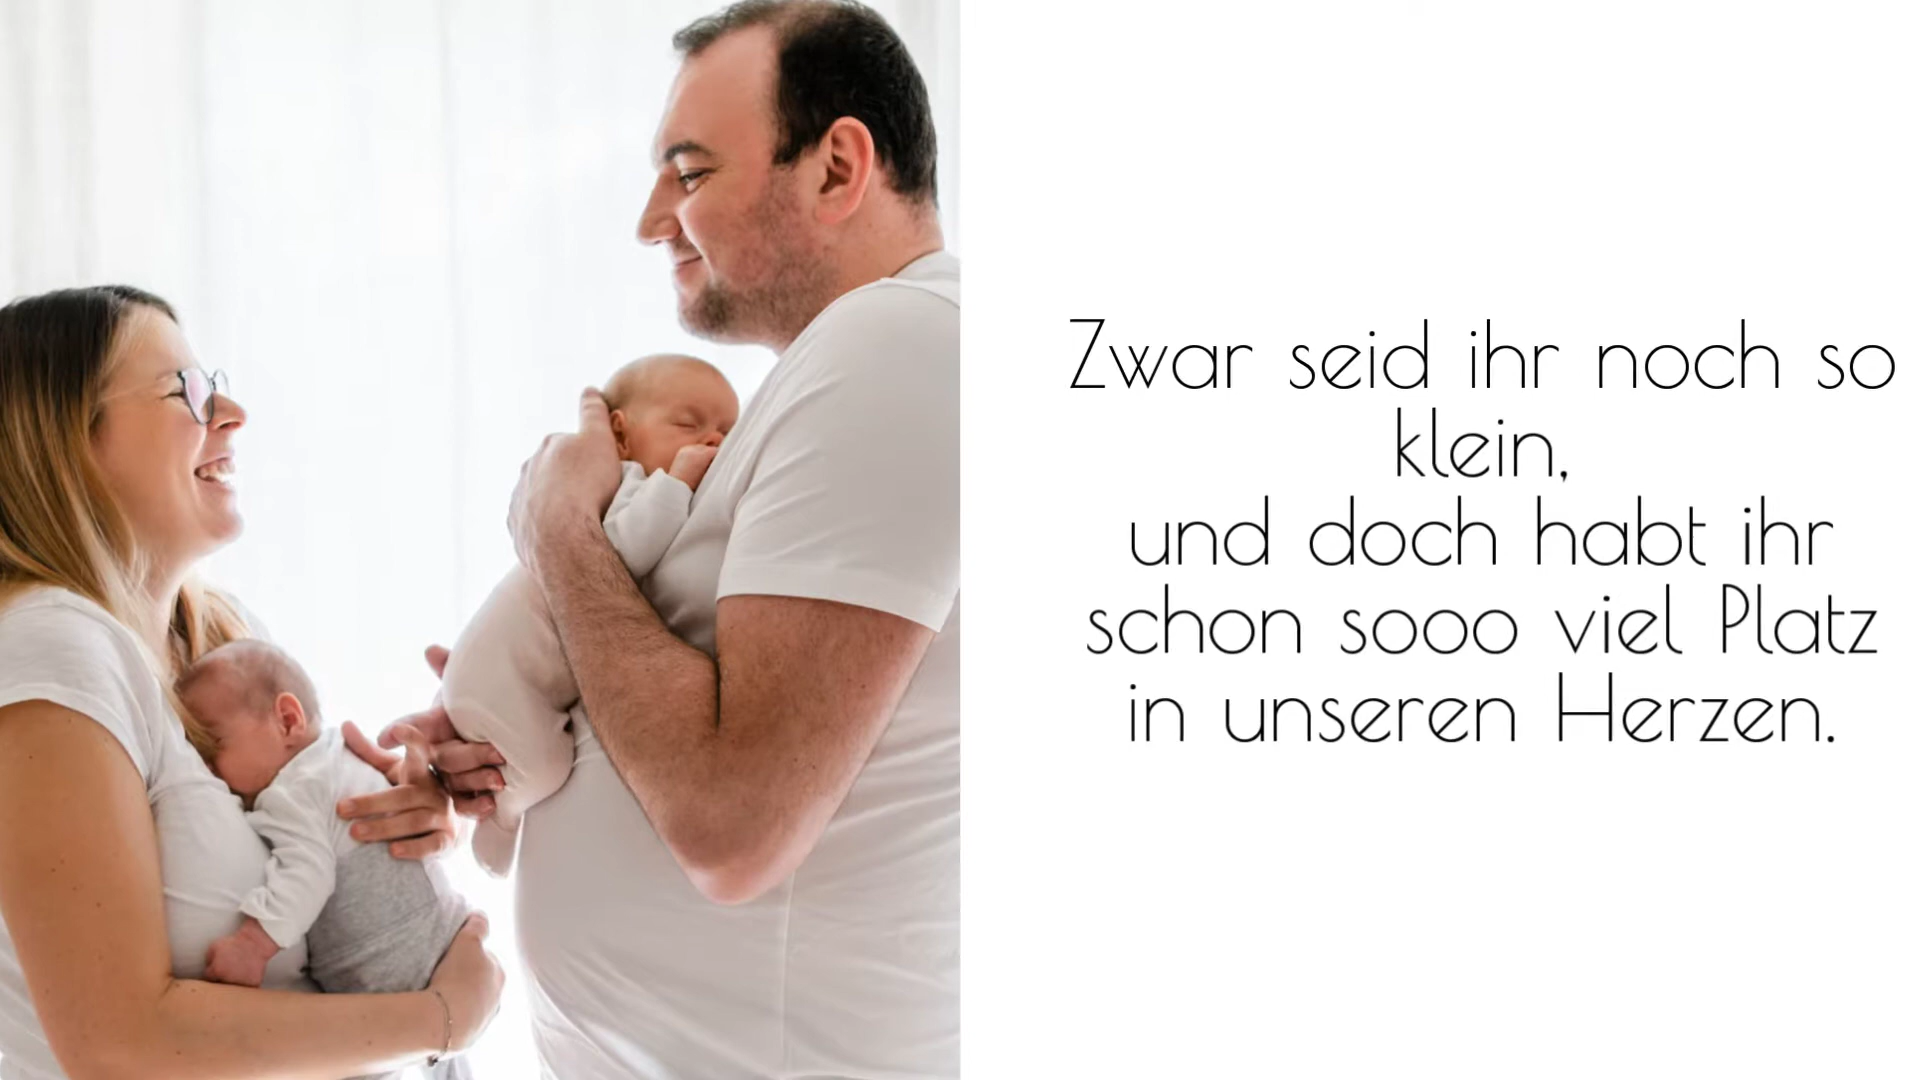 Zwar seid ihr noch so
klein,
und doch habt ihr
schon sooo viel Platz
in unseren Herzen.